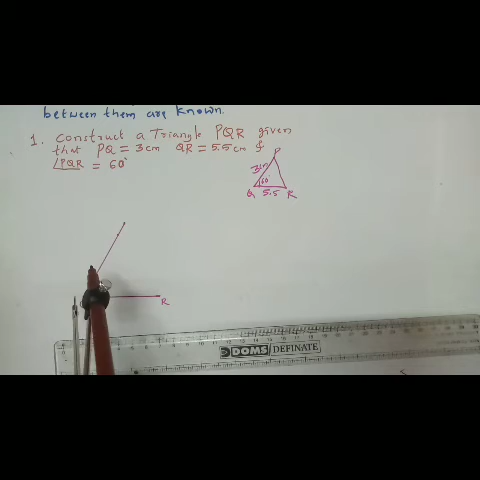 between them are known.
1. Construct a Triangle PQR given
that PQ = 3cm QR = 5.5cm &
∠PQR = 60°
P
3cm
60°
Q 5.5 R
R
DOMS DEFINATE